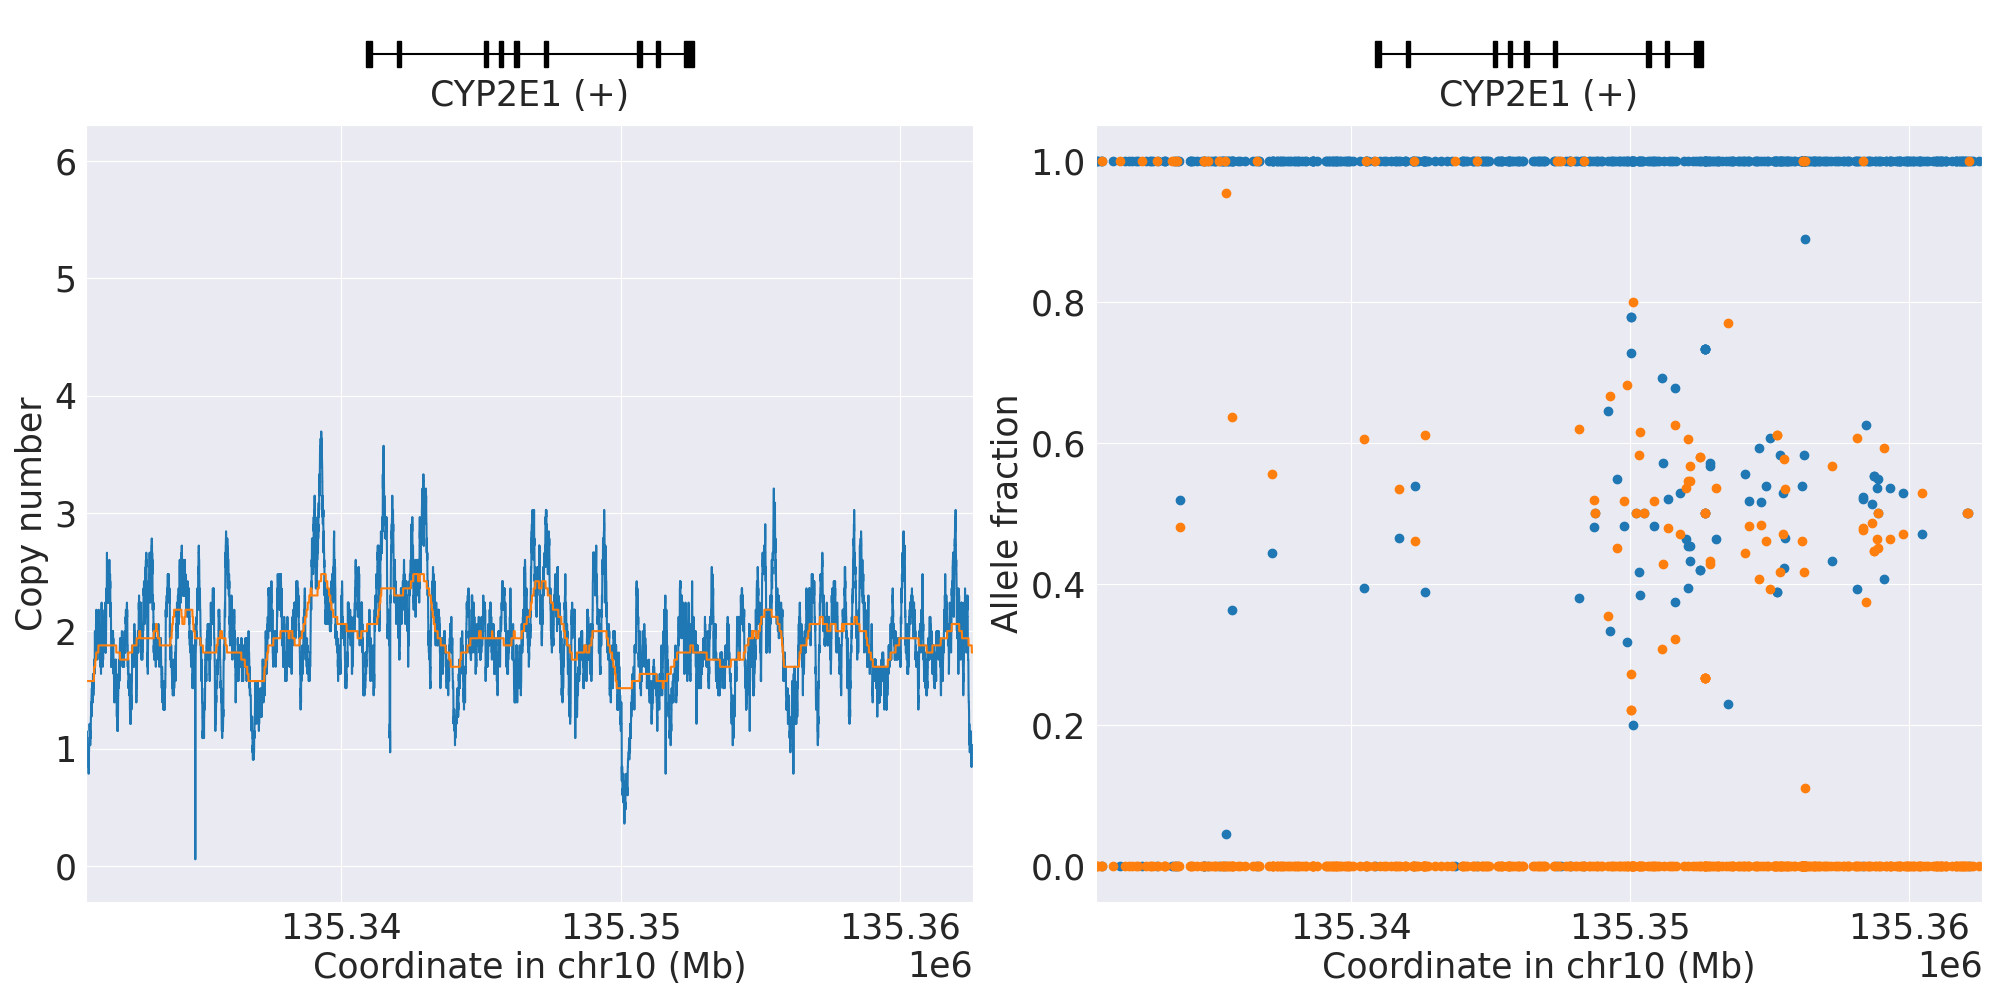 CYP2E1 (+)
6
5
4
3
2
1
0
Copy number
135.34 135.35 135.36
Coordinate in chr10 (Mb)
1e6
CYP2E1 (+)
1.0
0.8
0.6
0.4
0.2
0.0
Allele fraction
135.34 135.35 135.36
Coordinate in chr10 (Mb)
1e6